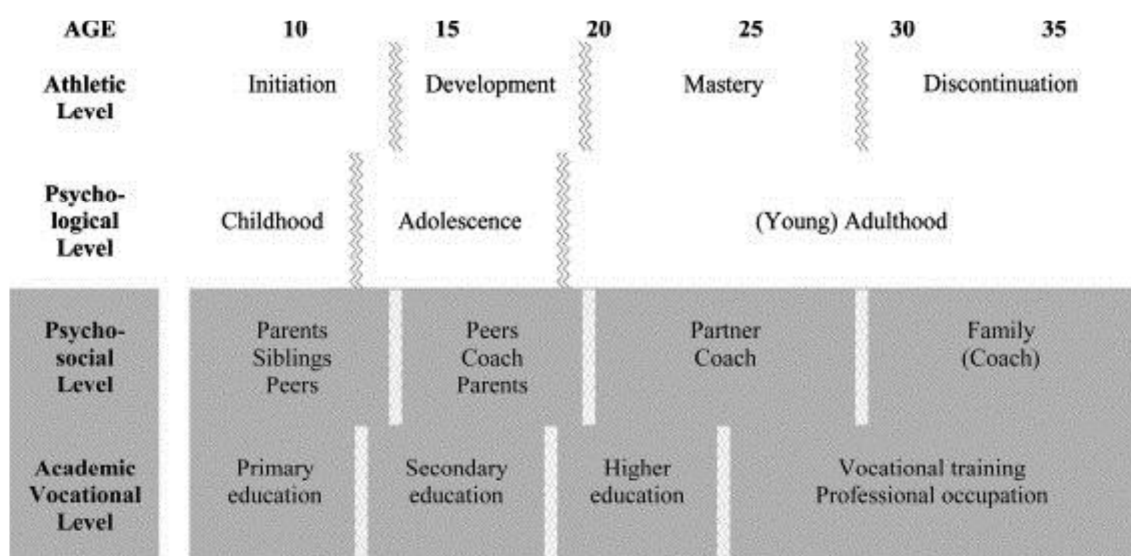 AGE 10 15 20 25 30 35
Athletic
Level
Initiation Development Mastery Discontinuation
Psycho-
logical
Level
Childhood Adolescence (Young) Adulthood
Psycho-
social
Level
Parents
Siblings
Peers
Peers
Coach
Parents
Partner
Coach
Family
(Coach)
Academic
Vocational
Level
Primary
education
Secondary
education
Higher
education
Vocational training
Professional occupation